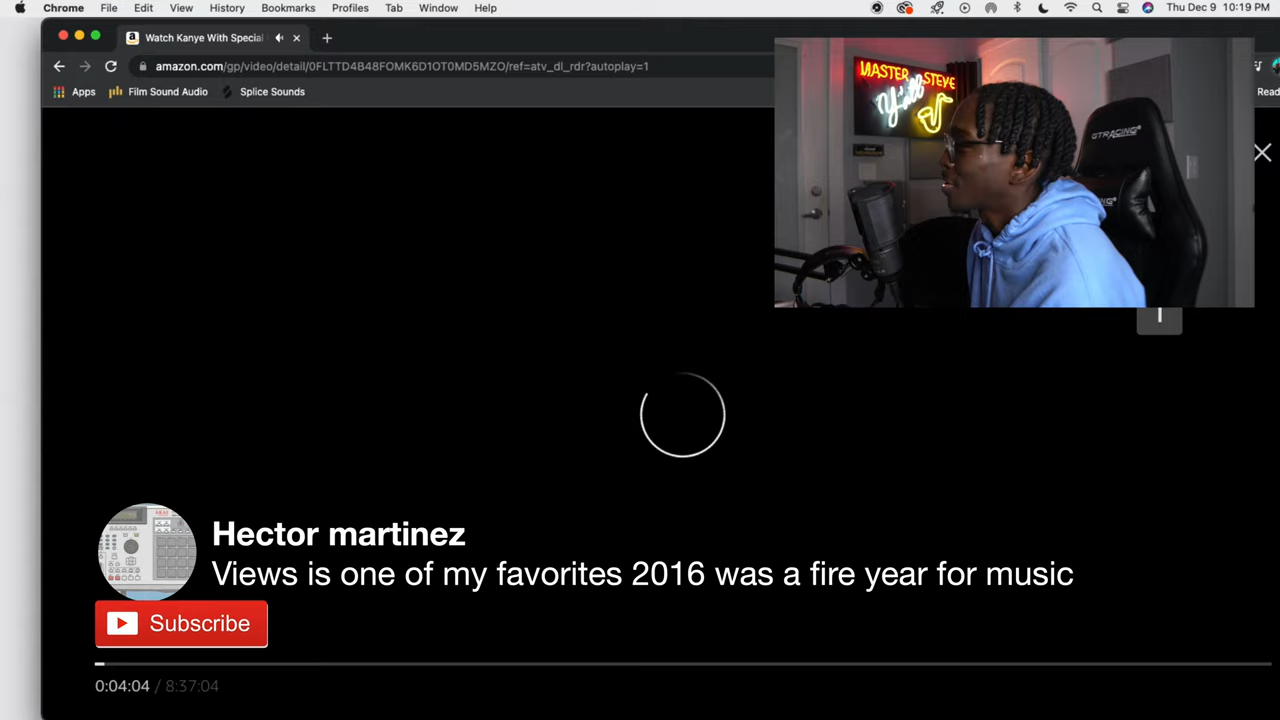 Chrome File Edit View History Bookmarks Profiles Tab Window Help Thu Dec 9 10:19 PM
Watch Kanye With Special
amazon.com/gp/video/detail/0FLTTD4B48FOMK6D1OT0MD5MZO/ref=atv_dl_rdr?autoplay=1
Apps Film Sound Audio Splice Sounds Read
MASTER STEVE
Y'all
GTRACING
Hector martinez
Views is one of my favorites 2016 was a fire year for music
Subscribe
0:04:04 / 8:37:04